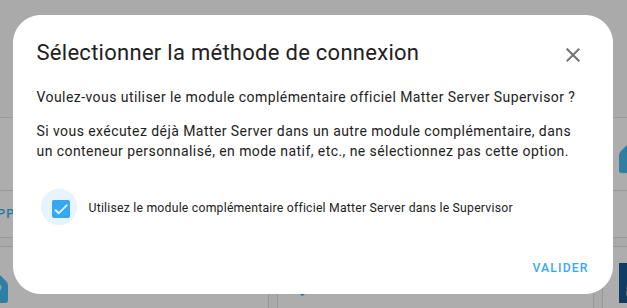 Sélectionner la méthode de connexion
Voulez-vous utiliser le module complémentaire officiel Matter Server Supervisor ?
Si vous exécutez déjà Matter Server dans un autre module complémentaire, dans
un conteneur personnalisé, en mode natif, etc., ne sélectionnez pas cette option.
Utilisez le module complémentaire officiel Matter Server dans le Supervisor
VALIDER